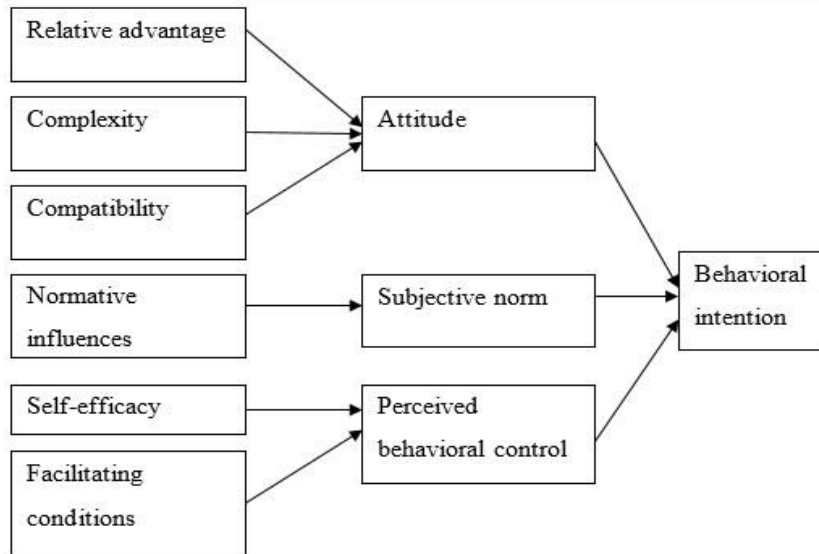 Relative advantage
Complexity
Compatibility
Normative
influences
Self-efficacy
Facilitating
conditions
Attitude
Subjective norm
Perceived
behavioral control
Behavioral
intention